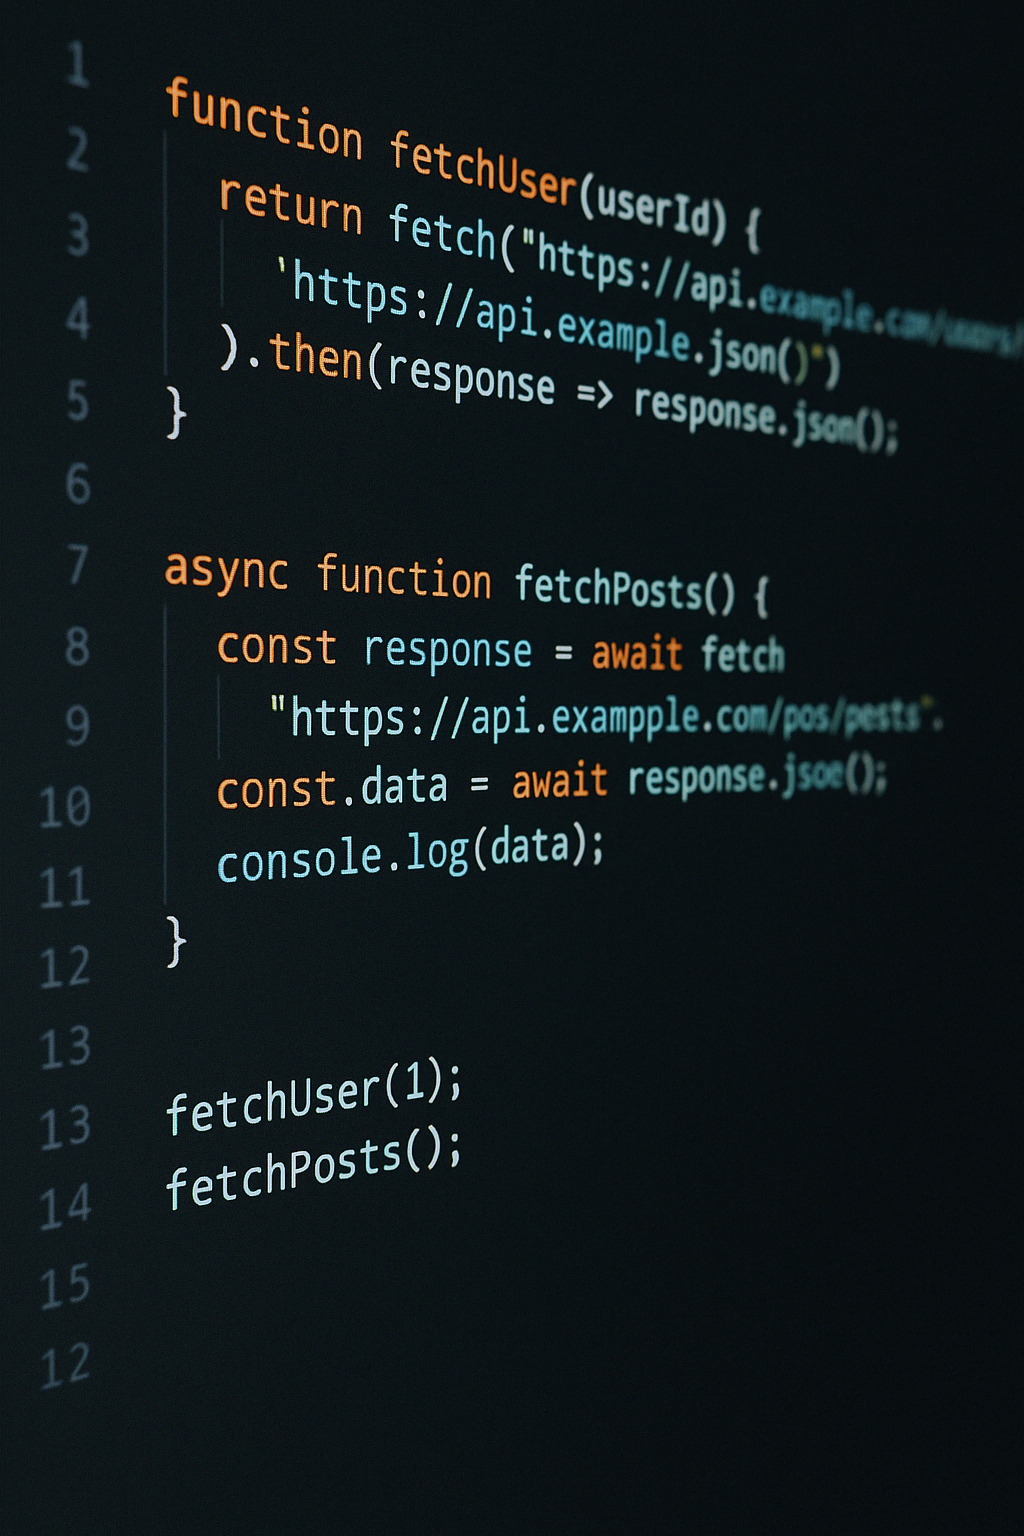 1
function fetchUser(userId) {
2
return fetch("https://api.example.com/users/
3
`https://api.example.json()")
4
).then(response => response.json();
5
}
6
7
async function fetchPosts() {
8
const response = await fetch
9
"https://api.exampple.com/pos/pests".
10
const.data = await response.jsoe();
11
console.log(data);
12
}
13
13
fetchUser(1);
14
fetchPosts();
15
12